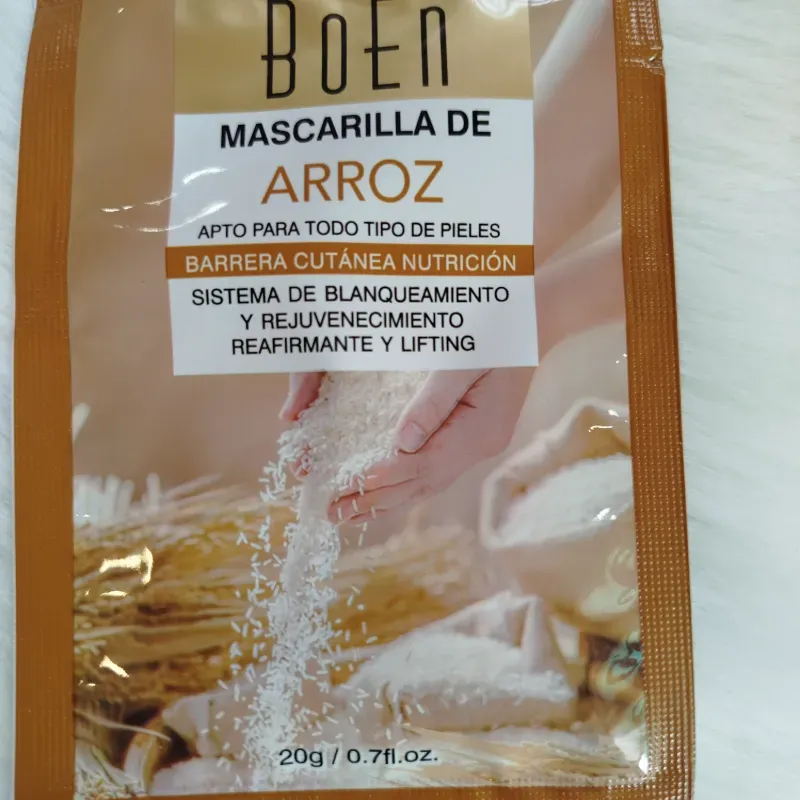 BoEn
MASCARILLA DE
ARROZ
APTO PARA TODO TIPO DE PIELES
BARRERA CUTÁNEA NUTRICIÓN
SISTEMA DE BLANQUEAMIENTO
Y REJUVENECIMIENTO
REAFIRMANTE Y LIFTING
20g / 0.7fl.oz.